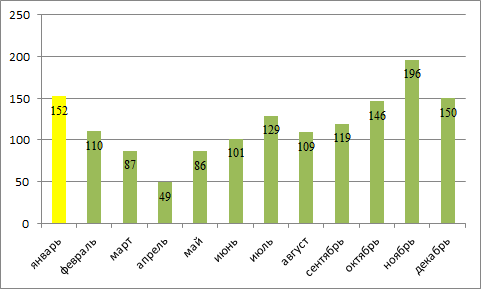 250
200
150
100
50
0
152
110
87
49
86
101
129
109
119
146
196
150
январь
февраль
март
апрель
май
июнь
июль
август
сентябрь
октябрь
ноябрь
декабрь